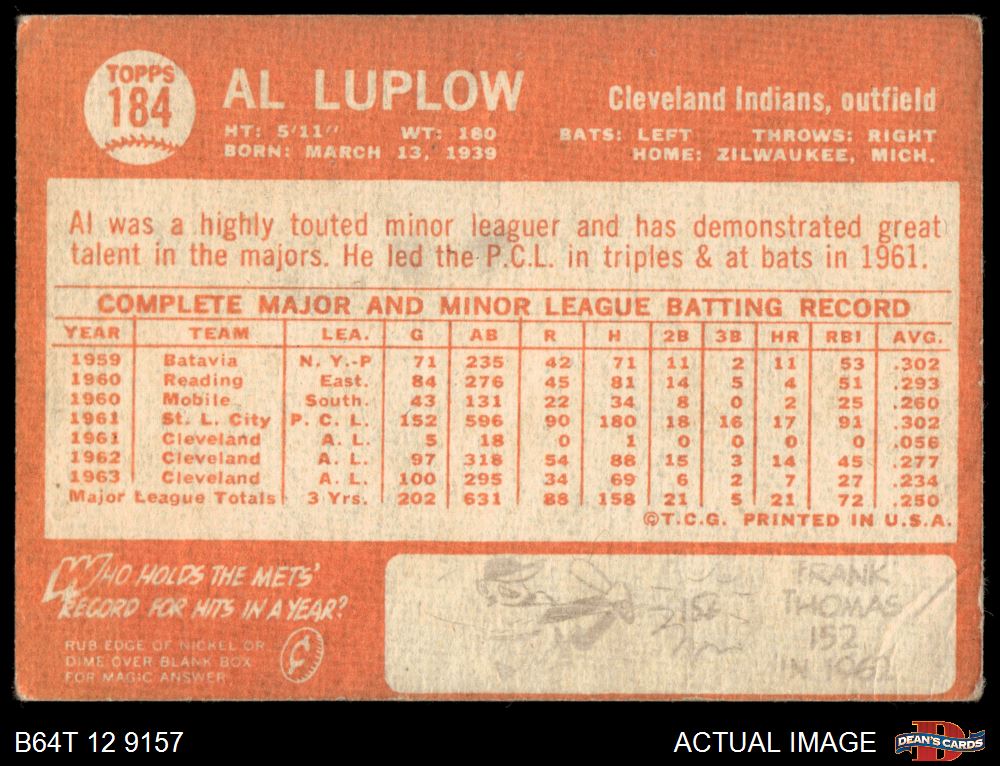 TOPPS
184
AL LUPLOW
Cleveland Indians, outfield
HT: 5'11" WT: 180 BATS: LEFT THROWS: RIGHT
BORN: MARCH 13, 1939 HOME: ZILWAUKEE, MICH.
Al was a highly touted minor leaguer and has demonstrated great
talent in the majors. He led the P.C.L. in triples & at bats in 1961.
COMPLETE MAJOR AND MINOR LEAGUE BATTING RECORD
YEAR TEAM LEA. G AB R H 2B 3B HR RBI AVG.
1959 Batavia N. Y.-P 71 235 42 71 11 2 11 53 .302
1960 Reading East. 84 276 45 81 14 5 4 51 .293
1960 Mobile South. 43 131 22 34 8 0 2 25 .260
1961 St. L. City P. C. L. 152 596 90 180 18 16 17 91 .302
1961 Cleveland A. L. 5 18 0 1 0 0 0 0 .056
1962 Cleveland A. L. 97 318 54 88 15 3 14 45 .277
1963 Cleveland A. L. 100 295 34 69 6 2 7 27 .234
Major League Totals 3 Yrs. 202 631 88 158 21 5 21 72 .250
©T.C.G. PRINTED IN U.S.A.
WHO HOLDS THE METS'
RECORD FOR HITS IN A YEAR?
RUB EDGE OF NICKEL OR
DIME OVER BLANK BOX
FOR MAGIC ANSWER
152
FRANK
THOMAS
152
IN 1962
B64T 12 9157
ACTUAL IMAGE
DEAN'S CARDS